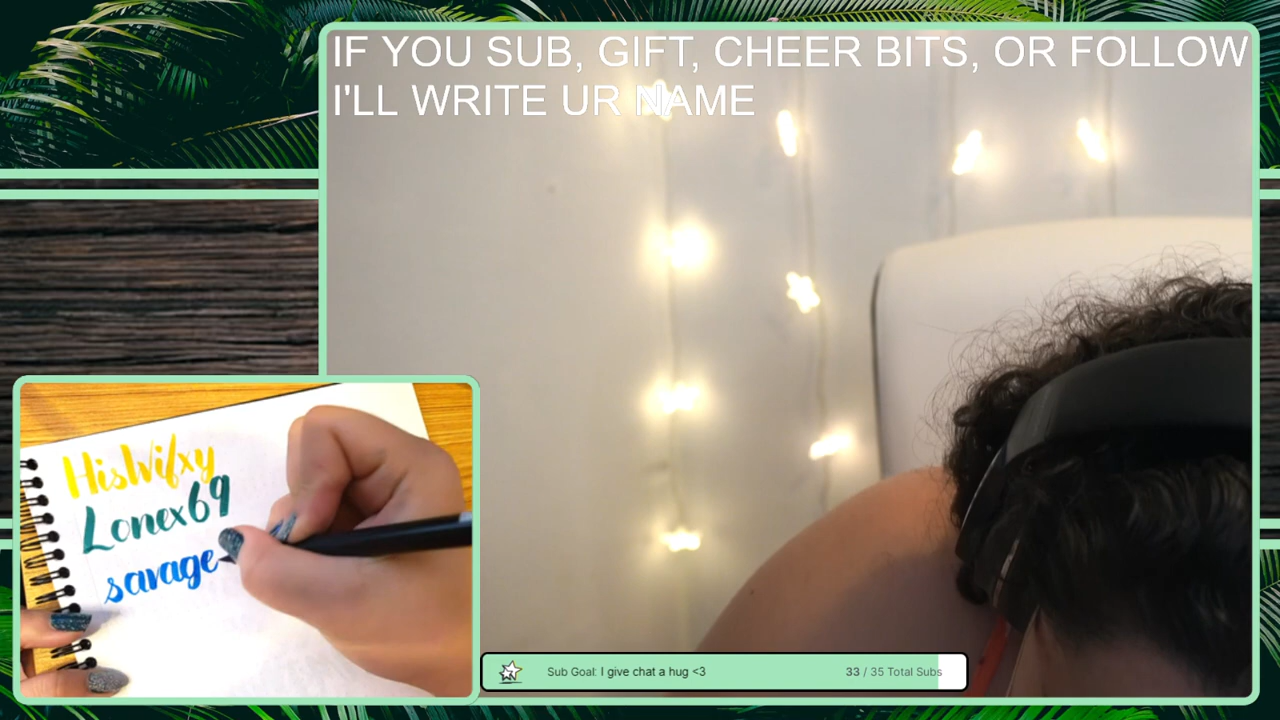 IF YOU SUB, GIFT, CHEER BITS, OR FOLLOW
I'LL WRITE UR NAME
HisWifxy
Lonex69
savage
Sub Goal: I give chat a hug <3 33 / 35 Total Subs